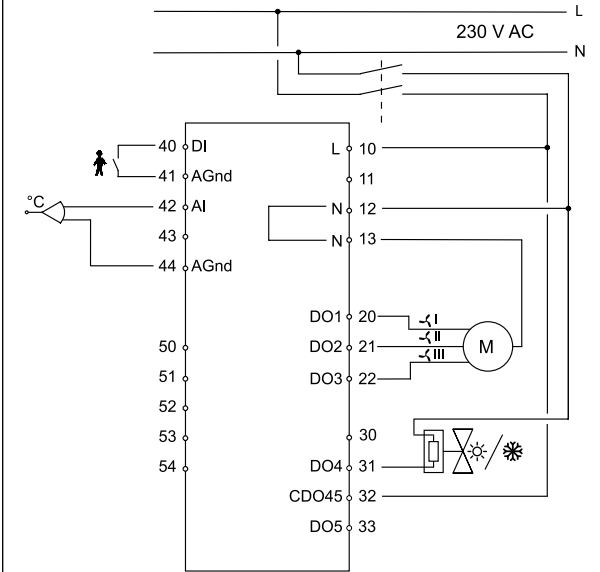 L
230 V AC
N
40 DI
L 10
41 AGnd
11
°C
42 AI
N 12
43
N 13
44 AGnd
DO1 20
I
50
DO2 21
II
M
51
DO3 22
III
52
53
30
54
DO4 31
CDO45 32
DO5 33